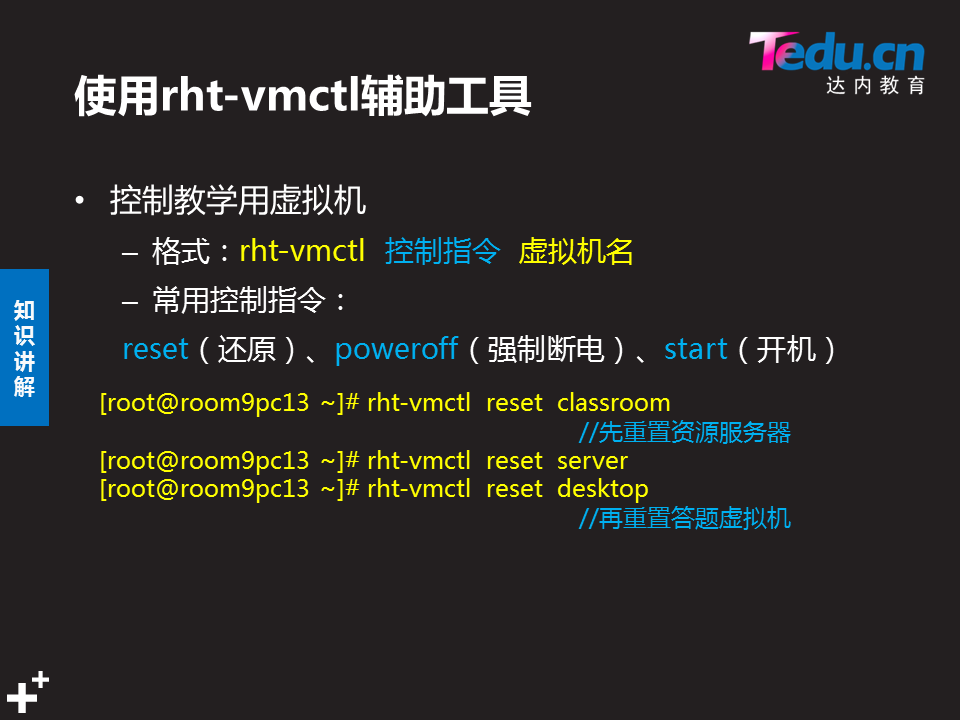 Tedu.cn
达内教育
使用rht-vmctl辅助工具
• 控制教学用虚拟机
– 格式：rht-vmctl 控制指令 虚拟机名
– 常用控制指令：
reset（还原）、poweroff（强制断电）、start（开机）
知识讲解
[root@room9pc13 ~]# rht-vmctl reset classroom
//先重置资源服务器
[root@room9pc13 ~]# rht-vmctl reset server
[root@room9pc13 ~]# rht-vmctl reset desktop
//再重置答题虚拟机